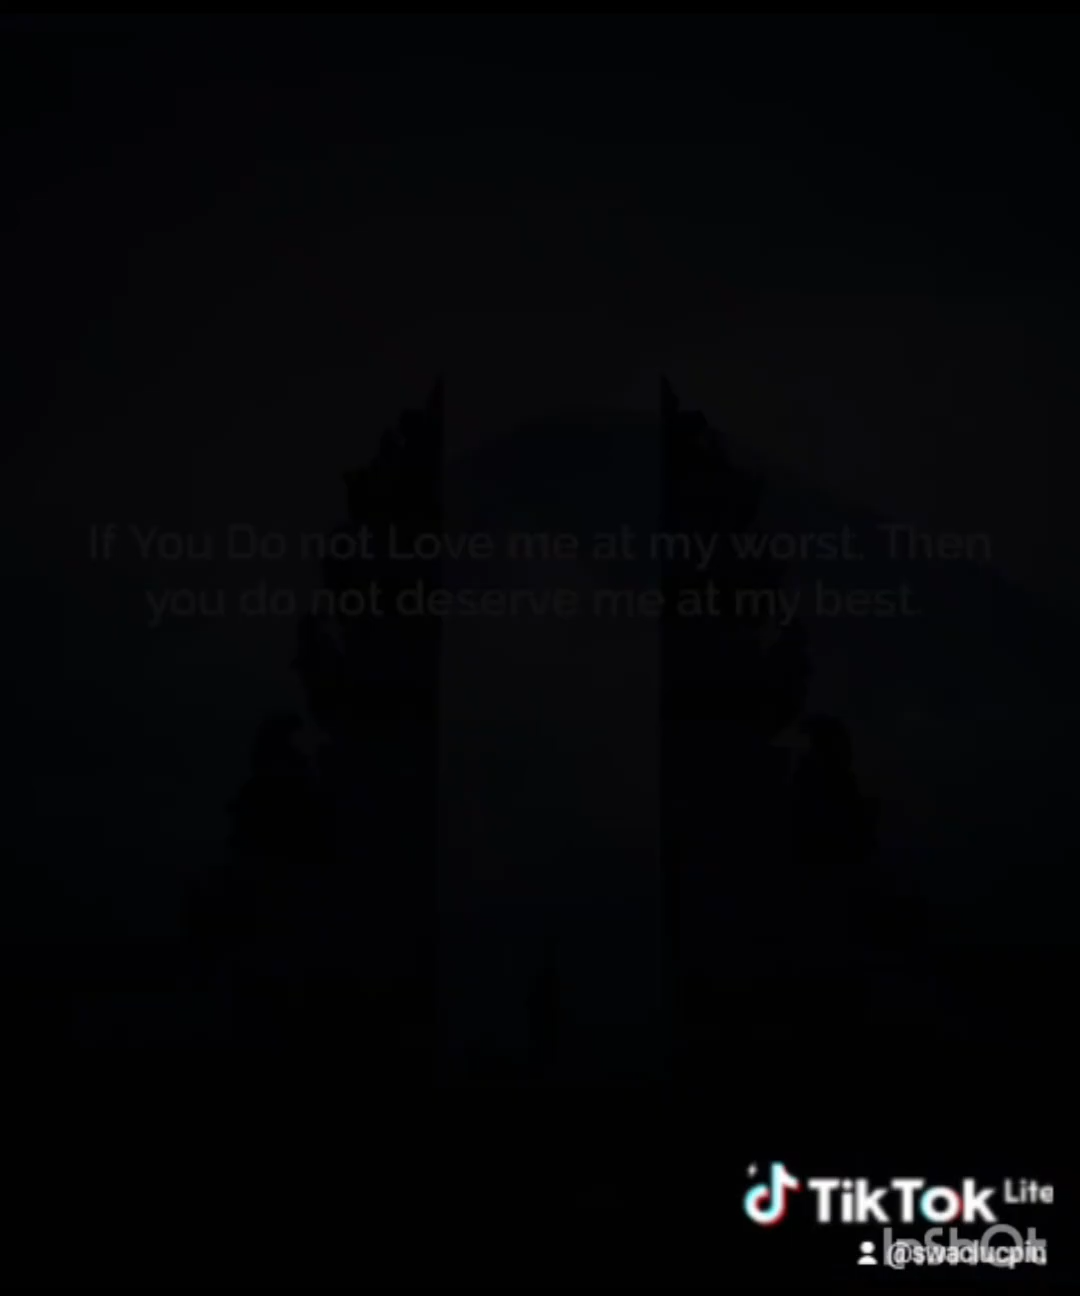 If You Do not Love me at my worst. Then
you do not deserve me at my best.
TikTok Lite
InShOt